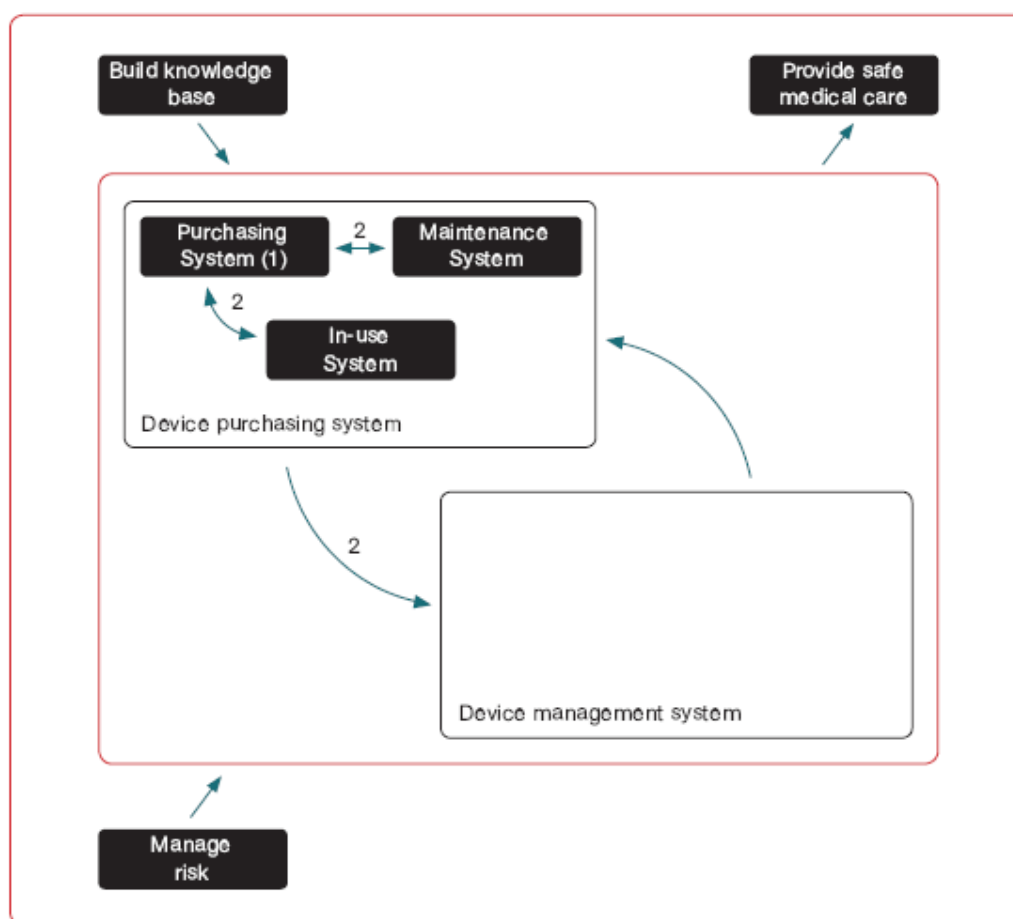 Build knowledge
base
Provide safe
medical care
Purchasing
System (1)
2
Maintenance
System
2
In-use
System
Device purchasing system
2
Device management system
Manage
risk